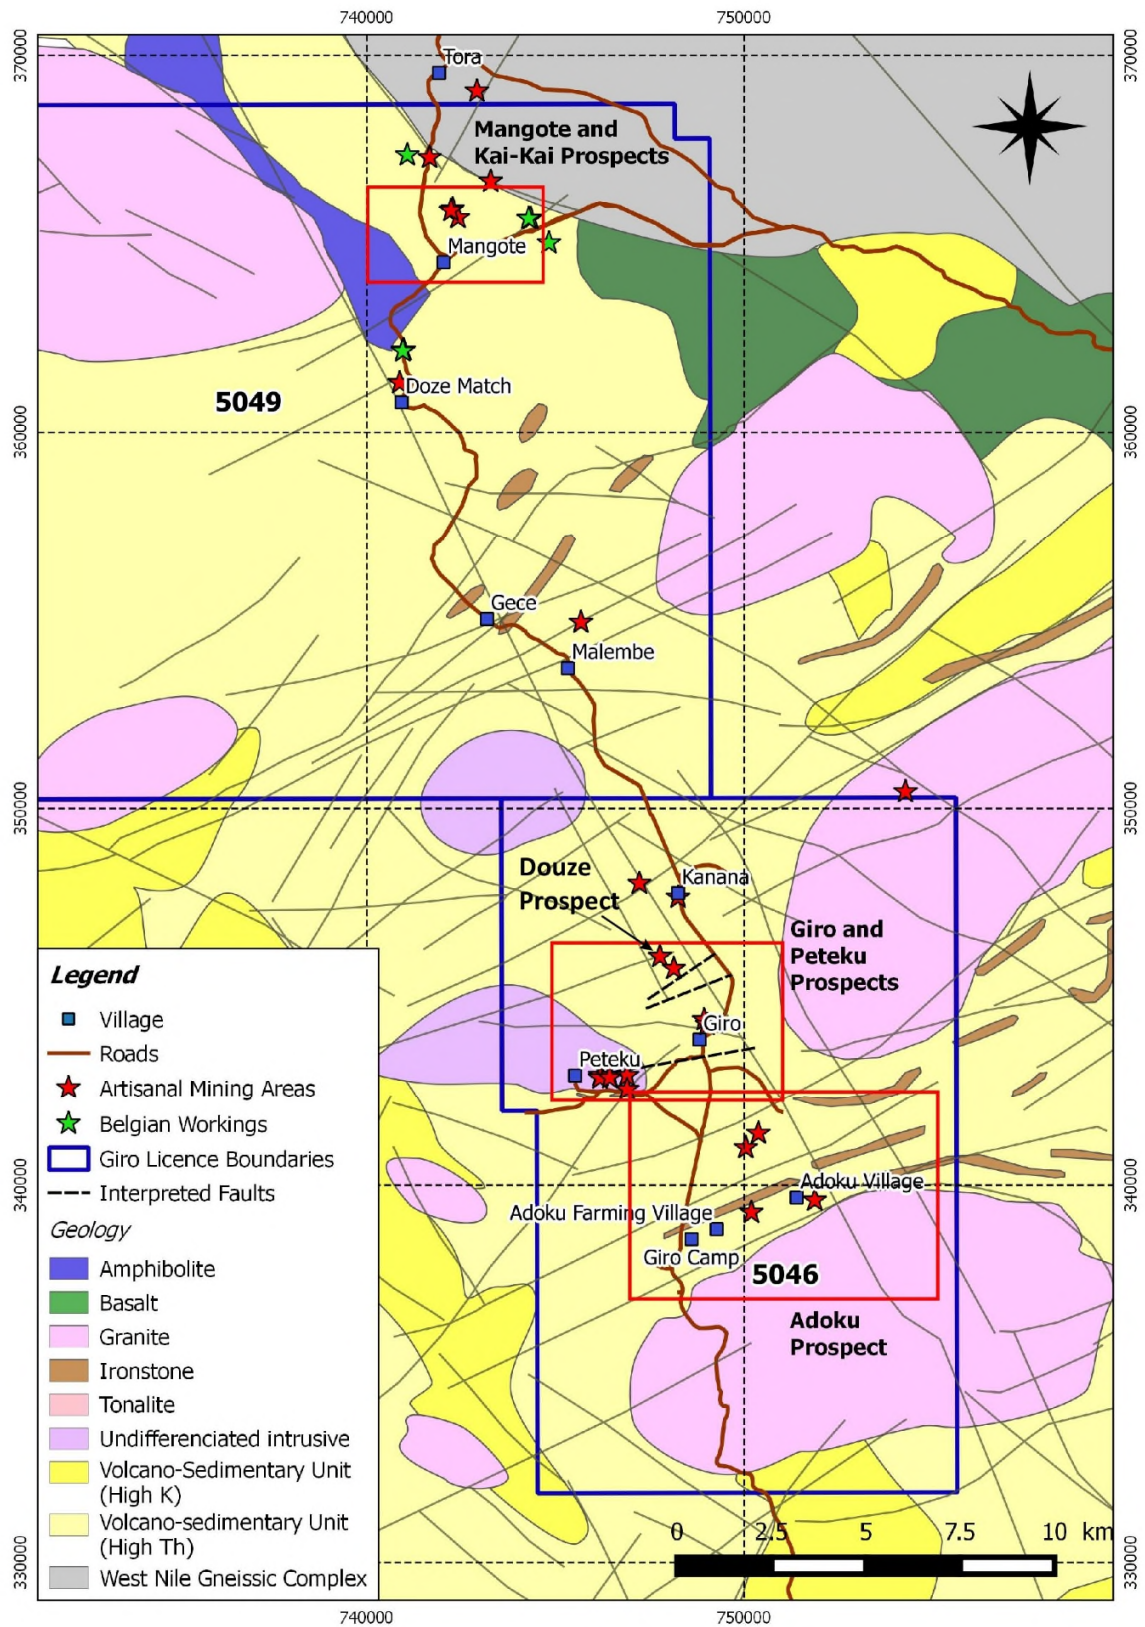 740000
750000
370000
370000
Tora
Mangote and
Kai-Kai Prospects
Mangote
5049
Doze Match
360000
360000
Gece
Malembe
350000
350000
Douze
Prospect
Kanana
Giro and
Peteku
Prospects
Giro
Peteku
340000
340000
Adoku Village
Adoku Farming Village
Giro Camp
5046
Adoku
Prospect
Legend
Village
Roads
Artisanal Mining Areas
Belgian Workings
Giro Licence Boundaries
Interpreted Faults
Geology
Amphibolite
Basalt
Granite
Ironstone
Tonalite
Undifferenciated intrusive
Volcano-Sedimentary Unit
(High K)
Volcano-sedimentary Unit
(High Th)
West Nile Gneissic Complex
0 2.5 5 7.5 10 km
330000
330000
740000
750000